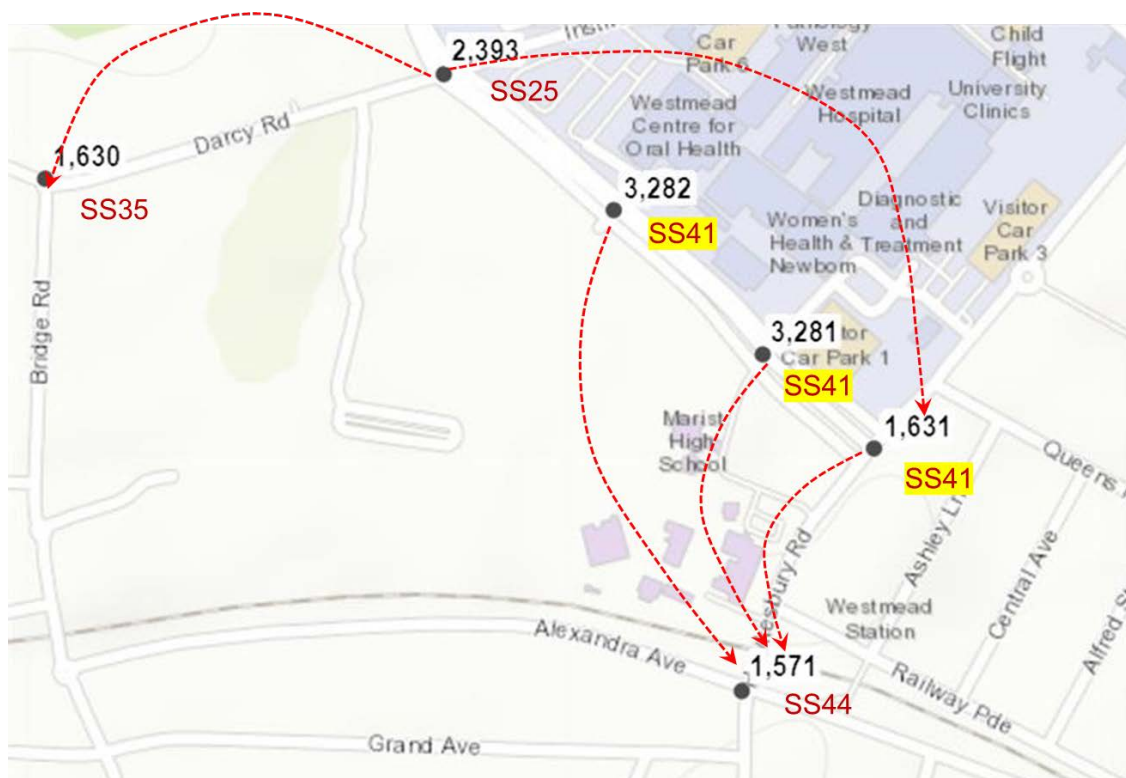 Pathology
West
Child
Flight
Car
Park 6
2,393
SS25
University
Clinics
Westmead
Hospital
Westmead
Centre for
Oral Health
Darcy Rd
1,630
SS35
3,282
SS41
Diagnostic
and
Treatment
Visitor
Car
Park 3
Women's
Health &
Newborn
Bridge Rd
3,281
Car Park 1
SS41
Marist
High
School
1,631
SS41
Queens
Ashley Ln
Central Ave
Alfred
Westmead
Station
Alexandra Ave
1,571
SS44
Railway Pde
Grand Ave